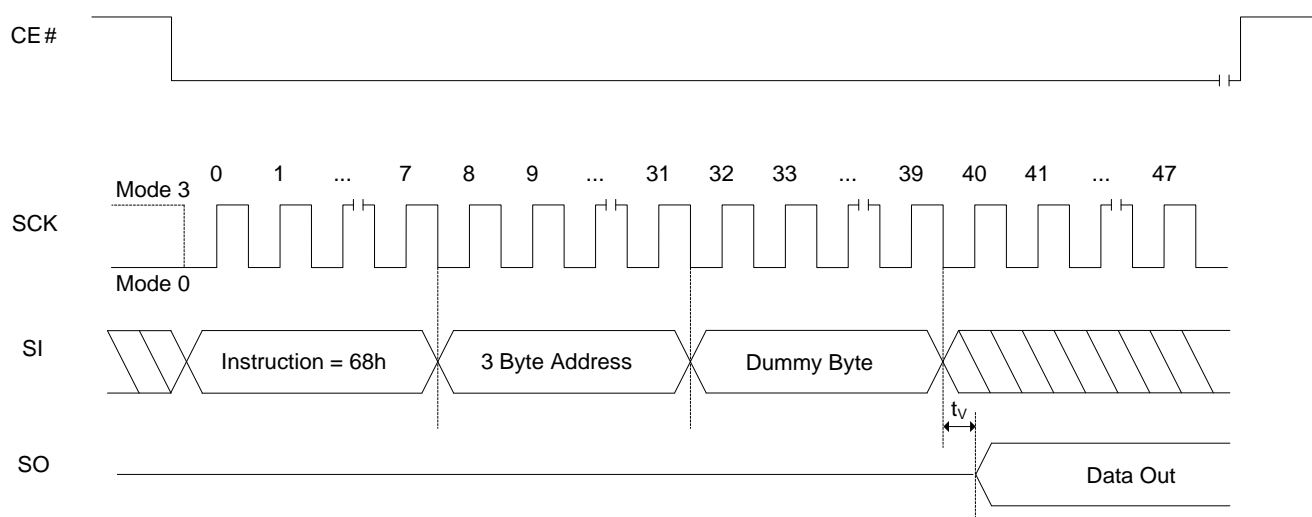 CE#
0 1 ... 7 8 9 ... 31 32 33 ... 39 40 41 ... 47
Mode 3
SCK
Mode 0
SI
Instruction = 68h
3 Byte Address
Dummy Byte
tV
SO
Data Out